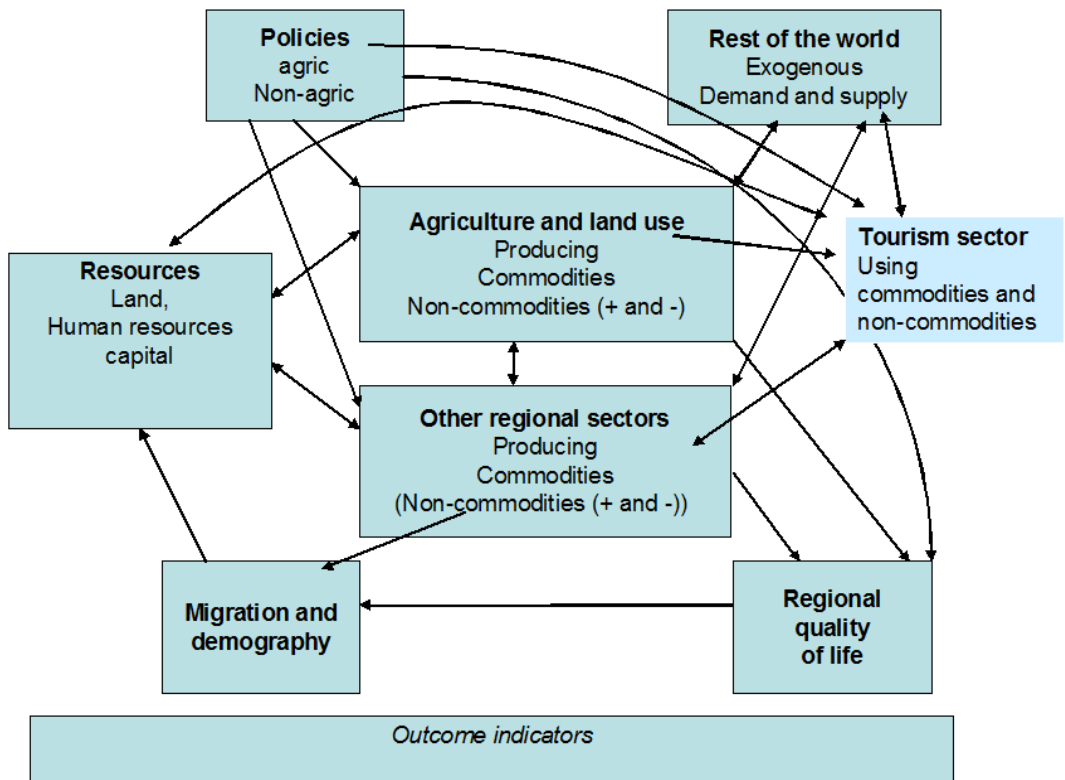 Policies
agric
Non-agric
Rest of the world
Exogenous
Demand and supply
Agriculture and land use
Producing
Commodities
Non-commodities (+ and -)
Tourism sector
Using
commodities and
non-commodities
Resources
Land,
Human resources
capital
Other regional sectors
Producing
Commodities
(Non-commodities (+ and -))
Migration and
demography
Regional
quality
of life
Outcome indicators